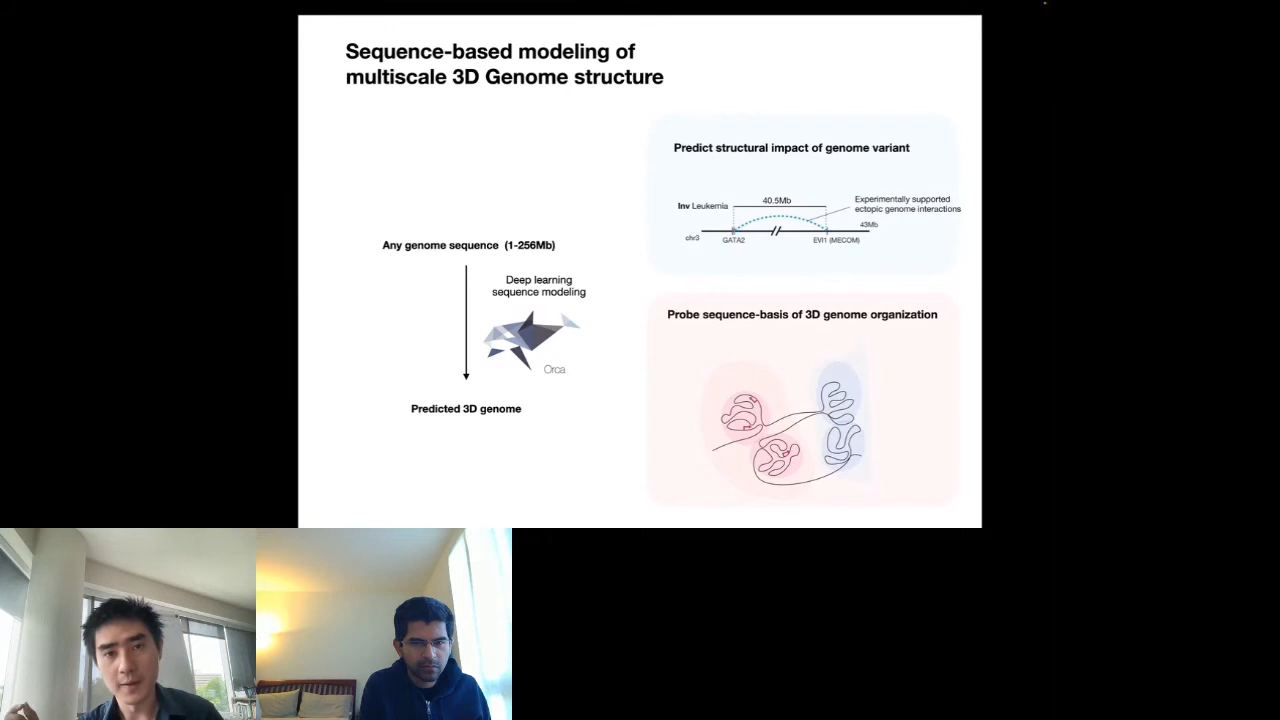 Sequence-based modeling of
multiscale 3D Genome structure
Any genome sequence (1-256Mb)
Deep learning
sequence modeling
Orca
Predicted 3D genome
Predict structural impact of genome variant
Inv Leukemia
40.5Mb
Experimentally supported
ectopic genome interactions
43Mb
chr3
GATA2
EVI1 (MECOM)
Probe sequence-basis of 3D genome organization